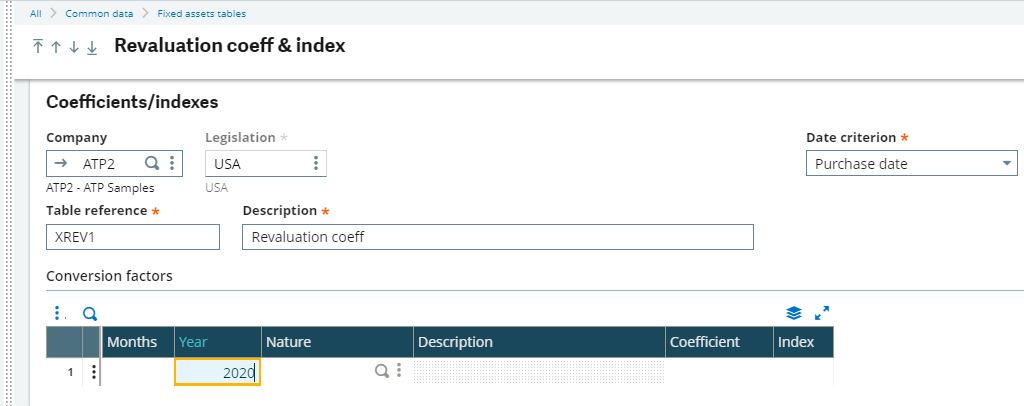 All > Common data > Fixed assets tables
Revaluation coeff & index
Coefficients/indexes
Company Legislation * Date criterion *
ATP2 USA Purchase date
ATP2 - ATP Samples USA
Table reference * Description *
XREV1 Revaluation coeff
Conversion factors
Months Year Nature Description Coefficient Index
1 2020